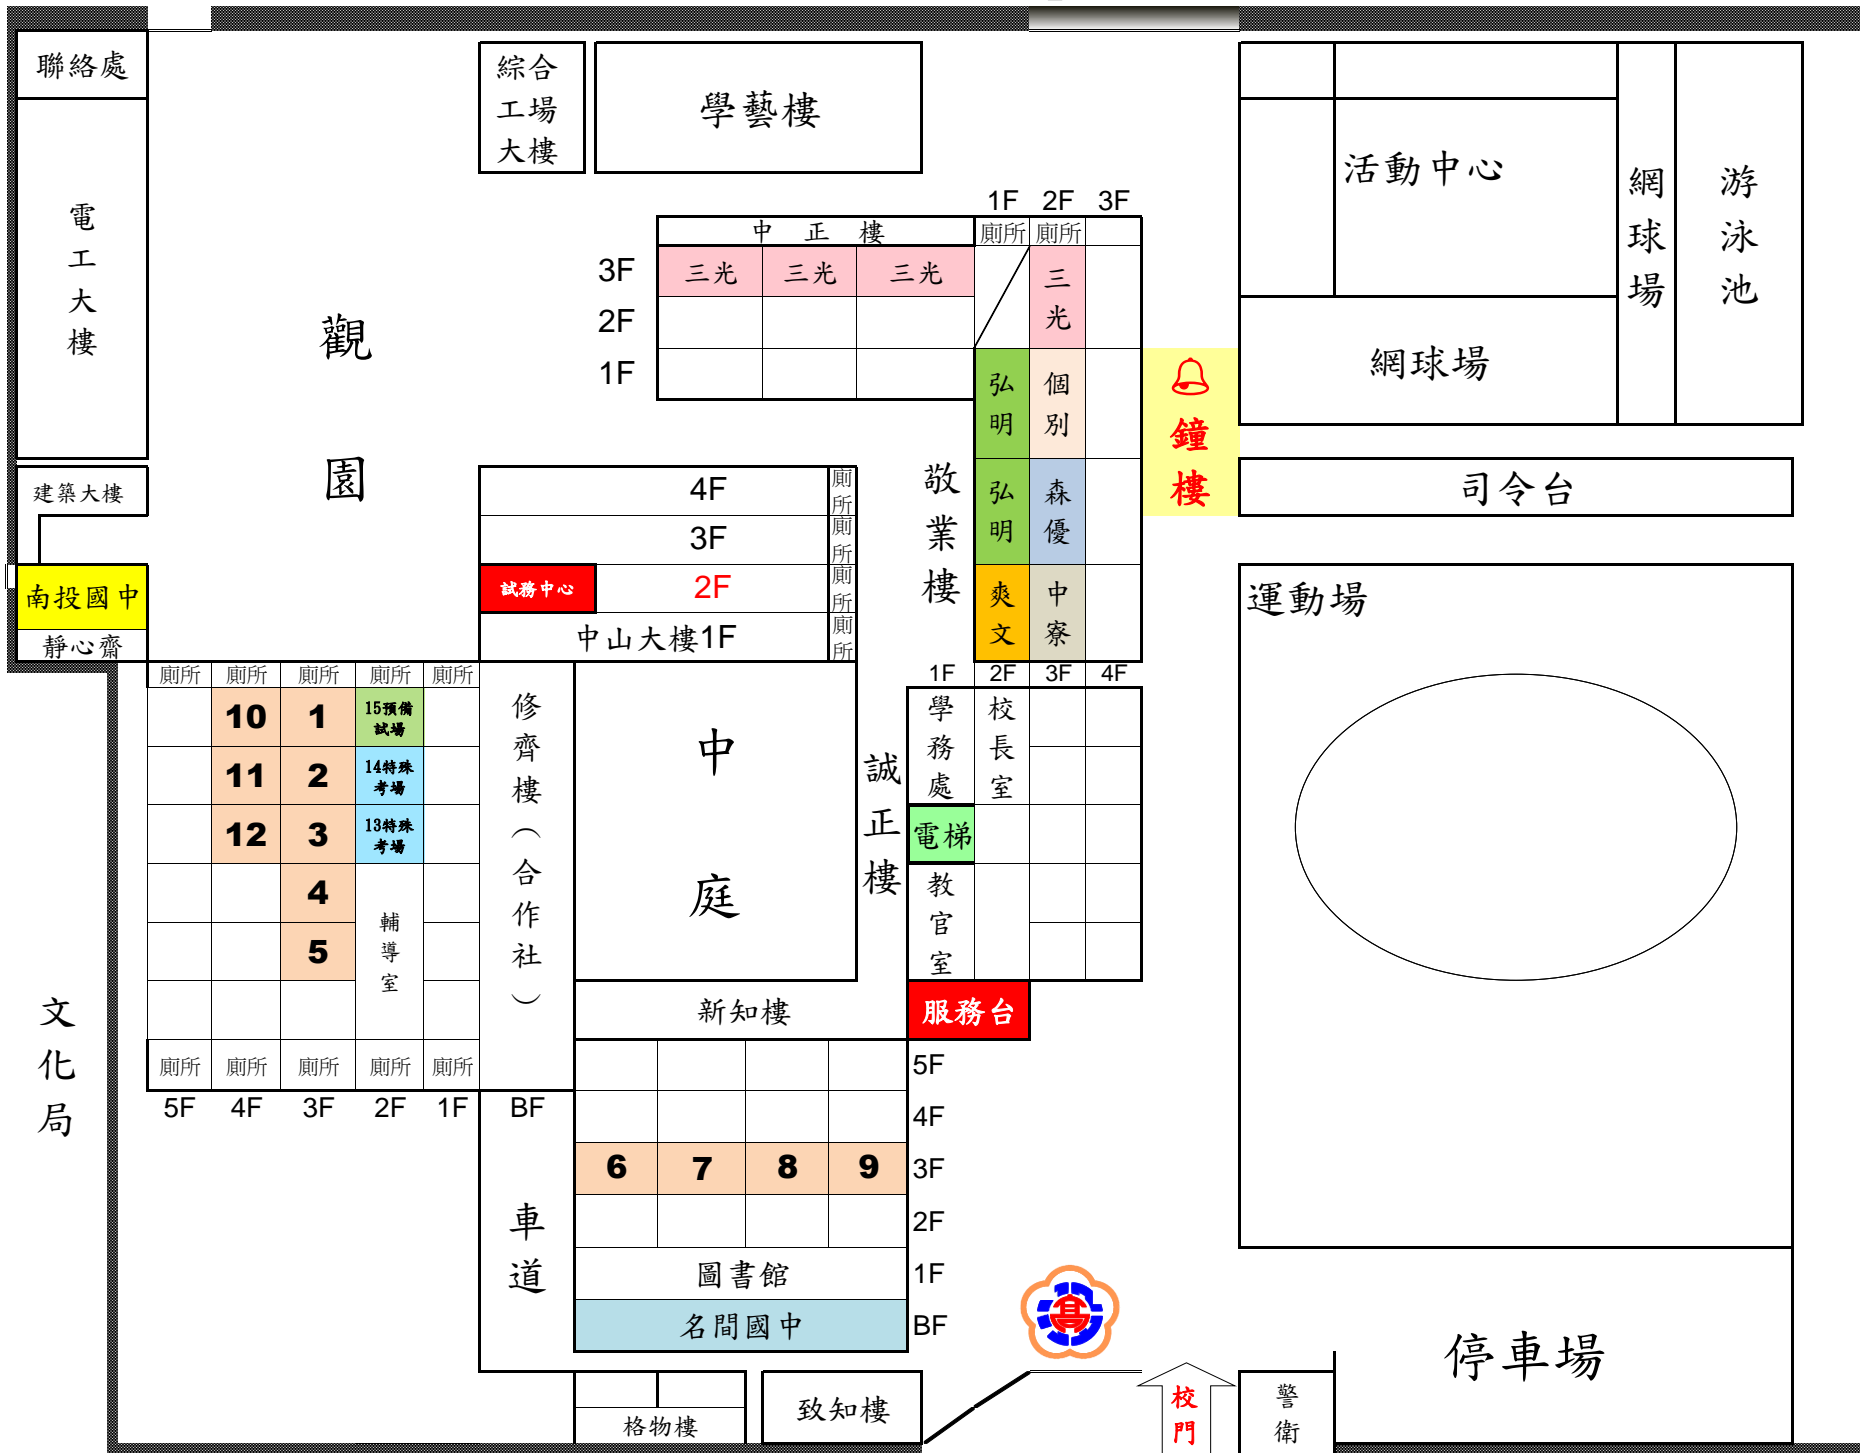 聯絡處
綜合
工場
大樓
學藝樓
電工大樓
觀園
活動中心
網球場
游泳池
1F 2F 3F
中正樓 廁所 廁所
3F 三光 三光 三光 三光
2F
1F
弘明 個別
弘明 森優
爽文 中寮
敬業樓
鐘樓
網球場
司令台
建築大樓
南投國中
靜心齋
4F 廁所
3F 廁所
試務中心 2F 廁所
中山大樓1F 廁所
運動場
廁所 廁所 廁所 廁所 廁所
10 1 15預備試場
11 2 14特殊考場
12 3 13特殊考場
4
5
輔導室
廁所 廁所 廁所 廁所 廁所
5F 4F 3F 2F 1F BF
修齊樓(合作社)
中庭
誠正樓
1F 2F 3F 4F
學務處 校長室
電梯
教官室
新知樓
服務台
文化局
車道
5F
4F
6 7 8 9 3F
2F
圖書館 1F
名間國中 BF
高
停車場
格物樓
致知樓
校門
警衛